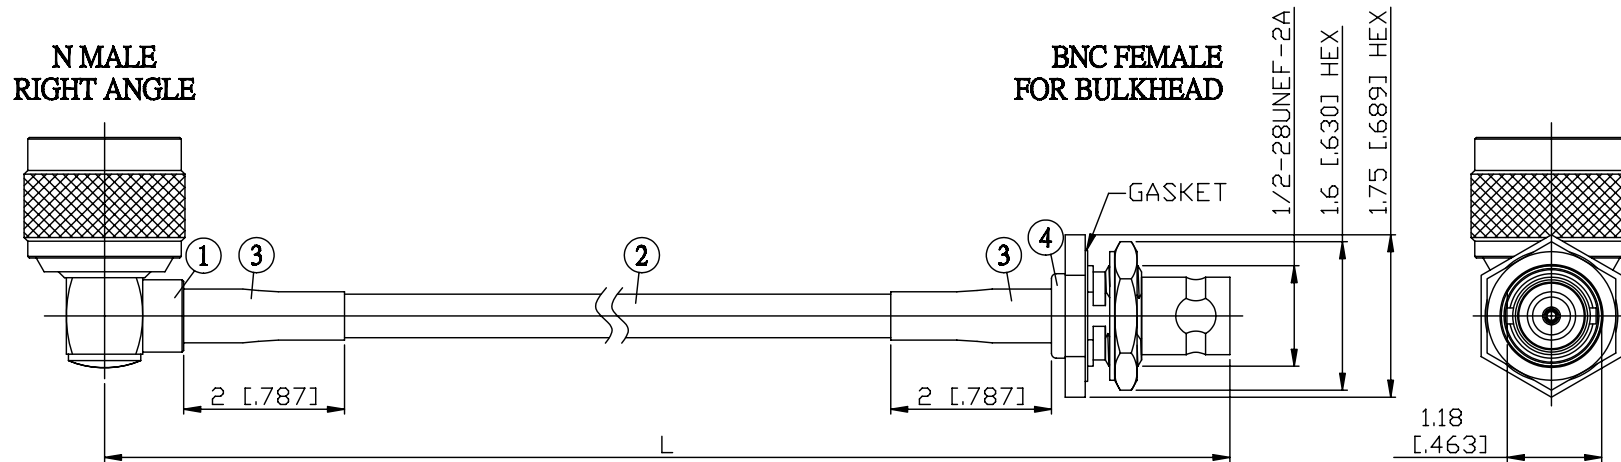 N MALE
RIGHT ANGLE
BNC FEMALE
FOR BULKHEAD
1/2-28UNEF-2A
1.6 [.630] HEX
1.75 [.689] HEX
GASKET
1
3
2
3
4
2 [.787]
2 [.787]
L
1.18
[.463]